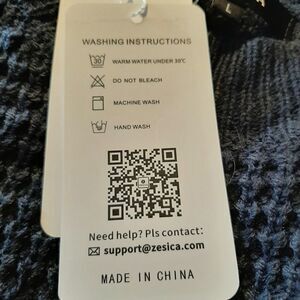 L
WASHING INSTRUCTIONS
30 WARM WATER UNDER 30℃
DO NOT BLEACH
MACHINE WASH
HAND WASH
Need help? Pls contact:
support@zesica.com
MADE IN CHINA